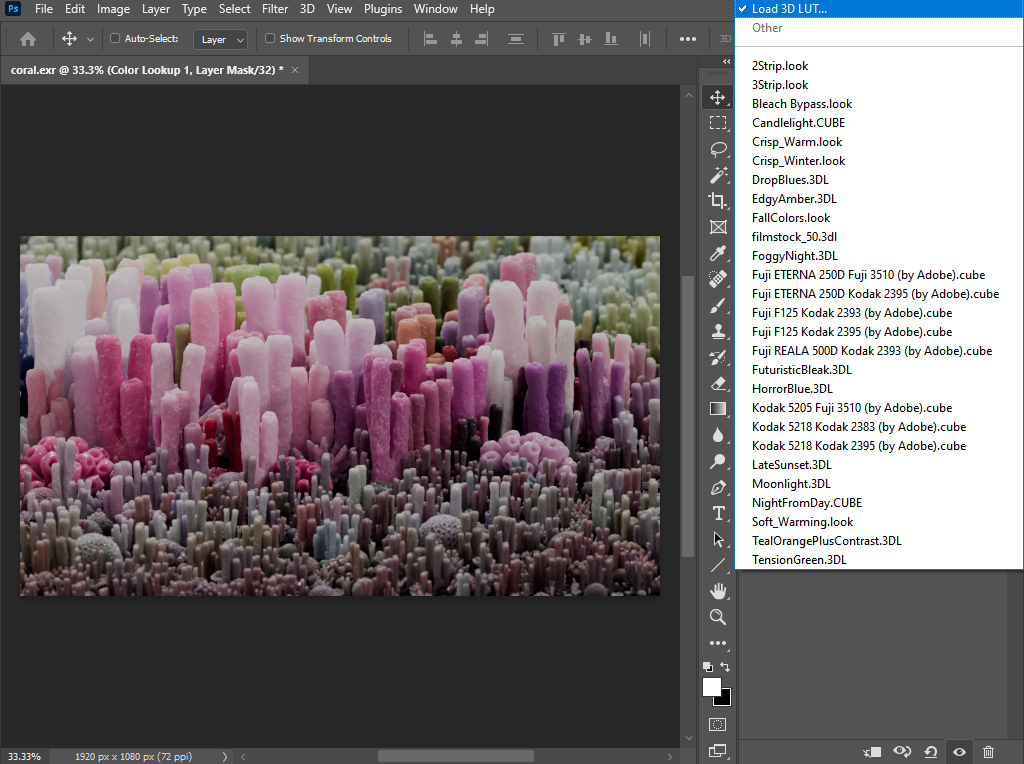 Ps File Edit Image Layer Type Select Filter 3D View Plugins Window Help
Auto-Select: Layer Show Transform Controls 3D
coral.exr @ 33.3% (Color Lookup 1, Layer Mask/32) *
Load 3D LUT...
Other
2Strip.look
3Strip.look
Bleach Bypass.look
Candlelight.CUBE
Crisp_Warm.look
Crisp_Winter.look
DropBlues.3DL
EdgyAmber.3DL
FallColors.look
filmstock_50.3dl
FoggyNight.3DL
Fuji ETERNA 250D Fuji 3510 (by Adobe).cube
Fuji ETERNA 250D Kodak 2395 (by Adobe).cube
Fuji F125 Kodak 2393 (by Adobe).cube
Fuji F125 Kodak 2395 (by Adobe).cube
Fuji REALA 500D Kodak 2393 (by Adobe).cube
FuturisticBleak.3DL
HorrorBlue.3DL
Kodak 5205 Fuji 3510 (by Adobe).cube
Kodak 5218 Kodak 2383 (by Adobe).cube
Kodak 5218 Kodak 2395 (by Adobe).cube
LateSunset.3DL
Moonlight.3DL
NightFromDay.CUBE
Soft_Warming.look
TealOrangePlusContrast.3DL
TensionGreen.3DL
33.33% 1920 px x 1080 px (72 ppi)